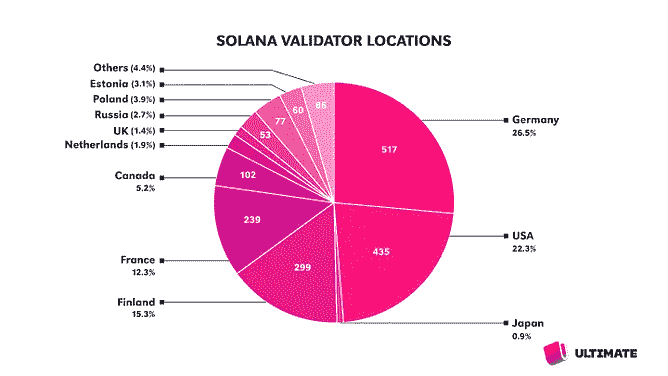 SOLANA VALIDATOR LOCATIONS
Others (4.4%)
Estonia (3.1%)
Poland (3.9%)
Russia (2.7%)
UK (1.4%)
Netherlands (1.9%)
Canada
5.2%
France
12.3%
Finland
15.3%
Germany
26.5%
USA
22.3%
Japan
0.9%
517
435
299
239
102
53
77
60
ULTIMATE